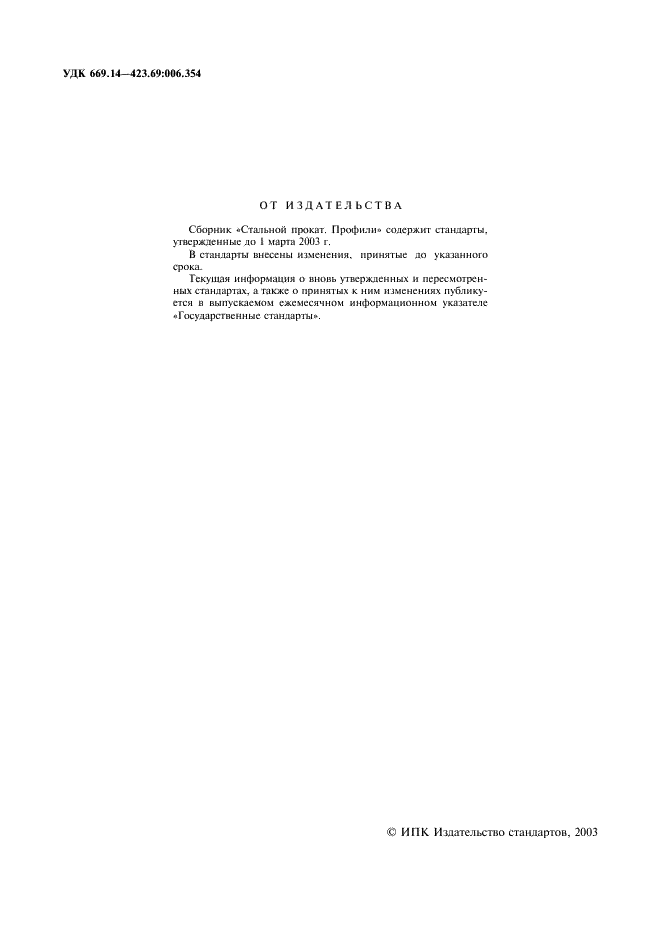 УДК 669.14—423.69:006.354
ОТ ИЗДАТЕЛЬСТВА
Сборник «Стальной прокат. Профили» содержит стандарты,
утвержденные до 1 марта 2003 г.
В стандарты внесены изменения, принятые до указанного
срока.
Текущая информация о вновь утвержденных и пересмотрен-
ных стандартах, а также о принятых к ним изменениях публику-
ется в выпускаемом ежемесячном информационном указателе
«Государственные стандарты».
© ИПК Издательство стандартов, 2003